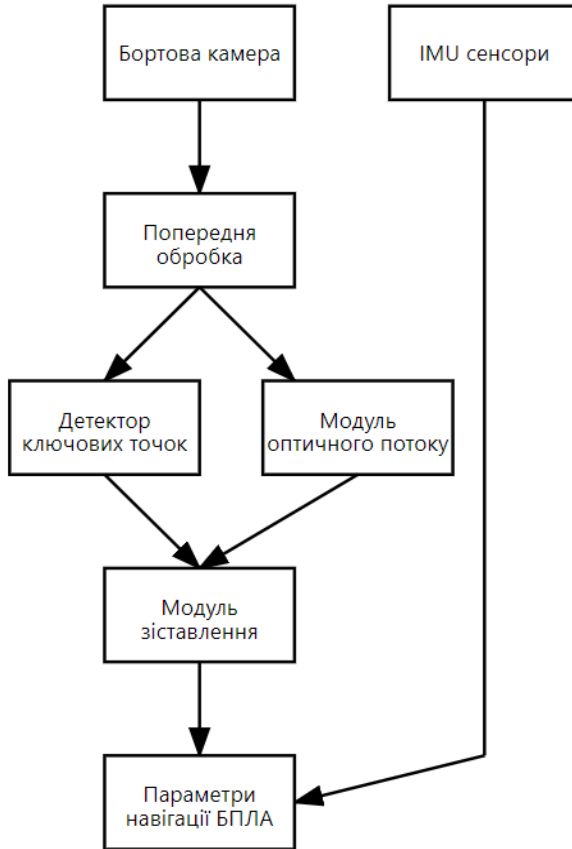 Бортова камера
IMU сенсори
Попередня
обробка
Детектор
ключових точок
Модуль
оптичного потоку
Модуль
зіставлення
Параметри
навігації БПЛА